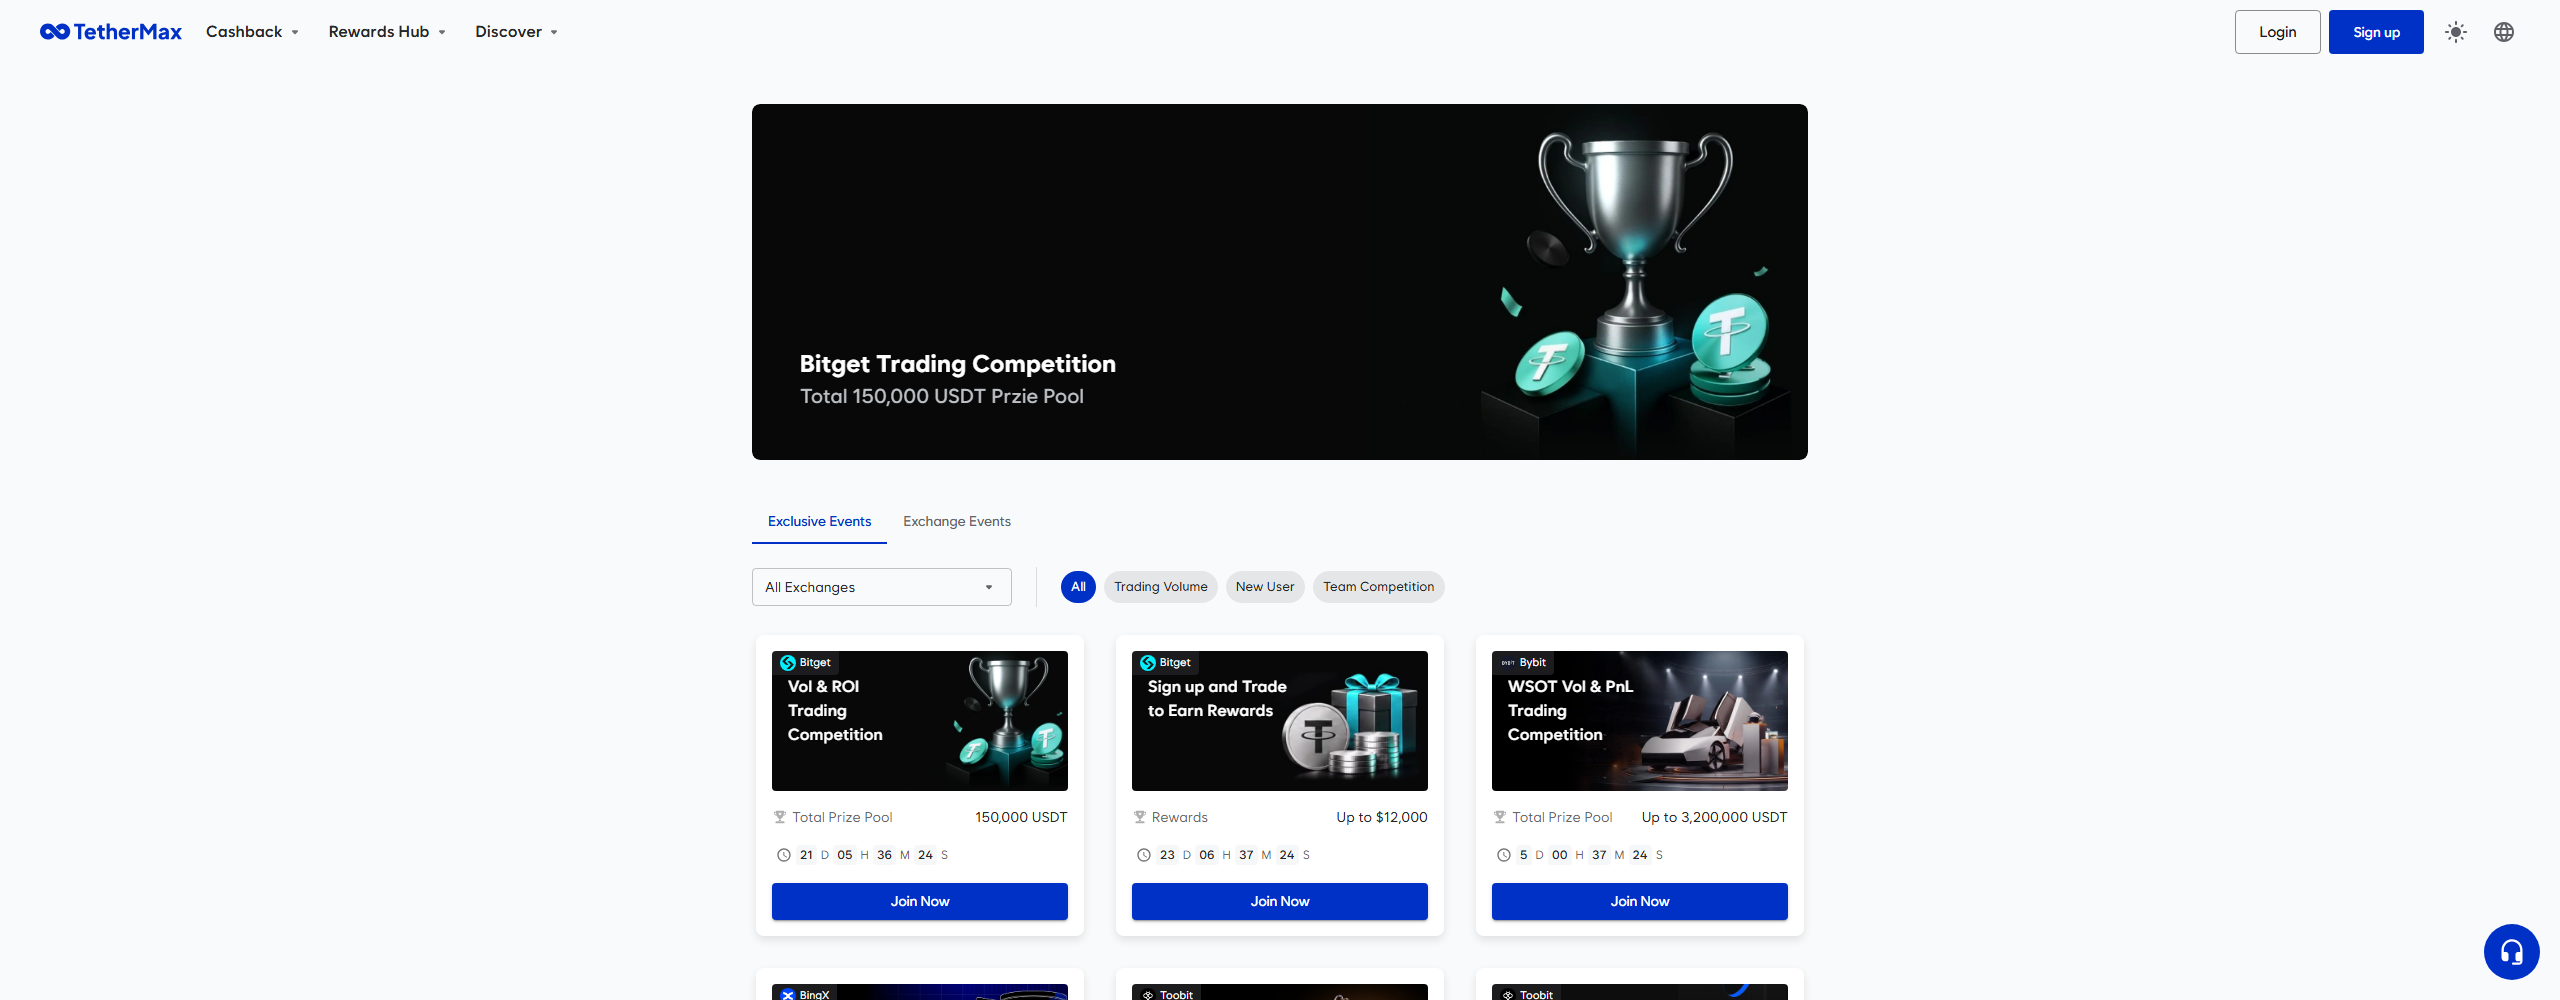 TetherMax Cashback Rewards Hub Discover Login Sign up
Bitget Trading Competition
Total 150,000 USDT Przie Pool
Exclusive Events Exchange Events
All Exchanges All Trading Volume New User Team Competition
Bitget
Vol & ROI
Trading
Competition
Total Prize Pool 150,000 USDT
21 D 05 H 36 M 24 S
Join Now
Bitget
Sign up and Trade
to Earn Rewards
Rewards Up to $12,000
23 D 06 H 37 M 24 S
Join Now
Bybit
WSOT Vol & PnL
Trading
Competition
Total Prize Pool Up to 3,200,000 USDT
5 D 00 H 37 M 24 S
Join Now
BingX
Toobit
Toobit